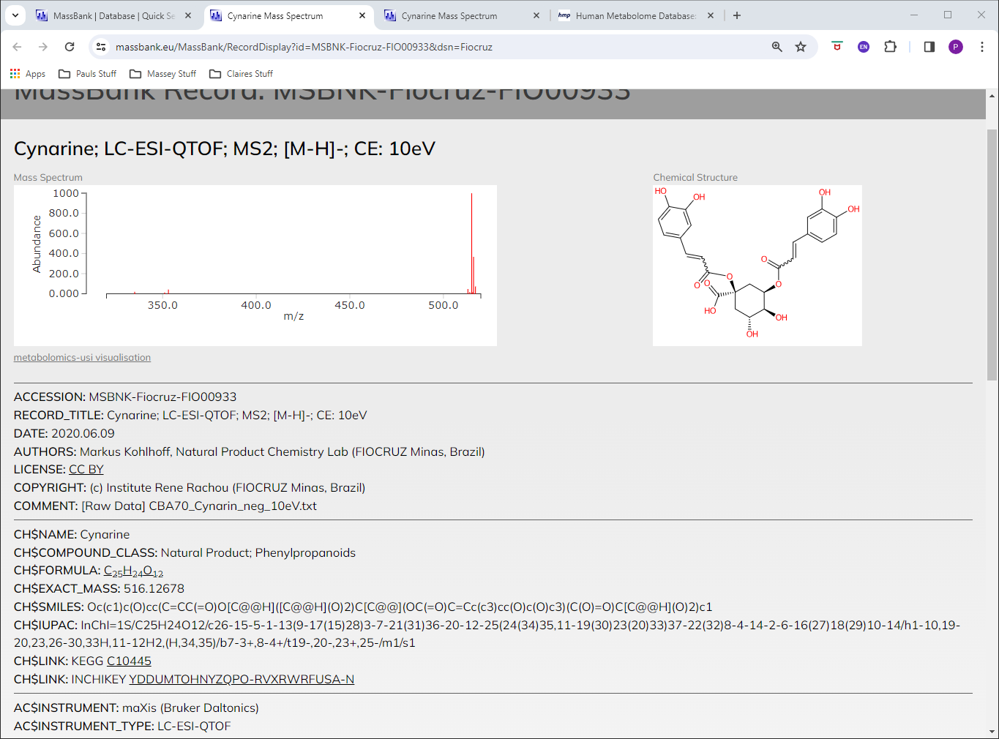 MassBank | Database | Quick Se
Cynarine Mass Spectrum
Cynarine Mass Spectrum
hmp
Human Metabolome Database:
massbank.eu/MassBank/RecordDisplay?id=MSBNK-Fiocruz-FIO00933&dsn=Fiocruz
EN
P
Apps
Pauls Stuff
Massey Stuff
Claires Stuff
MassBank Record: MSBNK-Fiocruz-FIO00933
Cynarine; LC-ESI-QTOF; MS2; [M-H]-; CE: 10eV
Mass Spectrum
Chemical Structure
1000
800.0
600.0
400.0
200.0
0.000
Abundance
350.0
400.0
450.0
500.0
m/z
HO
OH
OH
OH
O
O
O
O
O
O
HO
OH
OH
metabolomics-usi visualisation
ACCESSION: MSBNK-Fiocruz-FIO00933
RECORD_TITLE: Cynarine; LC-ESI-QTOF; MS2; [M-H]-; CE: 10eV
DATE: 2020.06.09
AUTHORS: Markus Kohlhoff, Natural Product Chemistry Lab (FIOCRUZ Minas, Brazil)
LICENSE: CC BY
COPYRIGHT: (c) Institute Rene Rachou (FIOCRUZ Minas, Brazil)
COMMENT: [Raw Data] CBA70_Cynarin_neg_10eV.txt
CH$NAME: Cynarine
CH$COMPOUND_CLASS: Natural Product; Phenylpropanoids
CH$FORMULA: C25H24O12
CH$EXACT_MASS: 516.12678
CH$SMILES: Oc(c1)c(O)cc(C=CC(=O)O[C@@H]([C@@H](O)2)C[C@@](OC(=O)C=Cc(c3)cc(O)c(O)c3)(C(O)=O)C[C@@H](O)2)c1
CH$IUPAC: InChI=1S/C25H24O12/c26-15-5-1-13(9-17(15)28)3-7-21(31)36-20-12-25(24(34)35,11-19(30)23(20)33)37-22(32)8-4-14-2-6-16(27)18(29)10-14/h1-10,19-
20,23,26-30,33H,11-12H2,(H,34,35)/b7-3+,8-4+/t19-,20-,23+,25-/m1/s1
CH$LINK: KEGG C10445
CH$LINK: INCHIKEY YDDUMTOHNYZQPO-RVXRWRFUSA-N
AC$INSTRUMENT: maXis (Bruker Daltonics)
AC$INSTRUMENT_TYPE: LC-ESI-QTOF